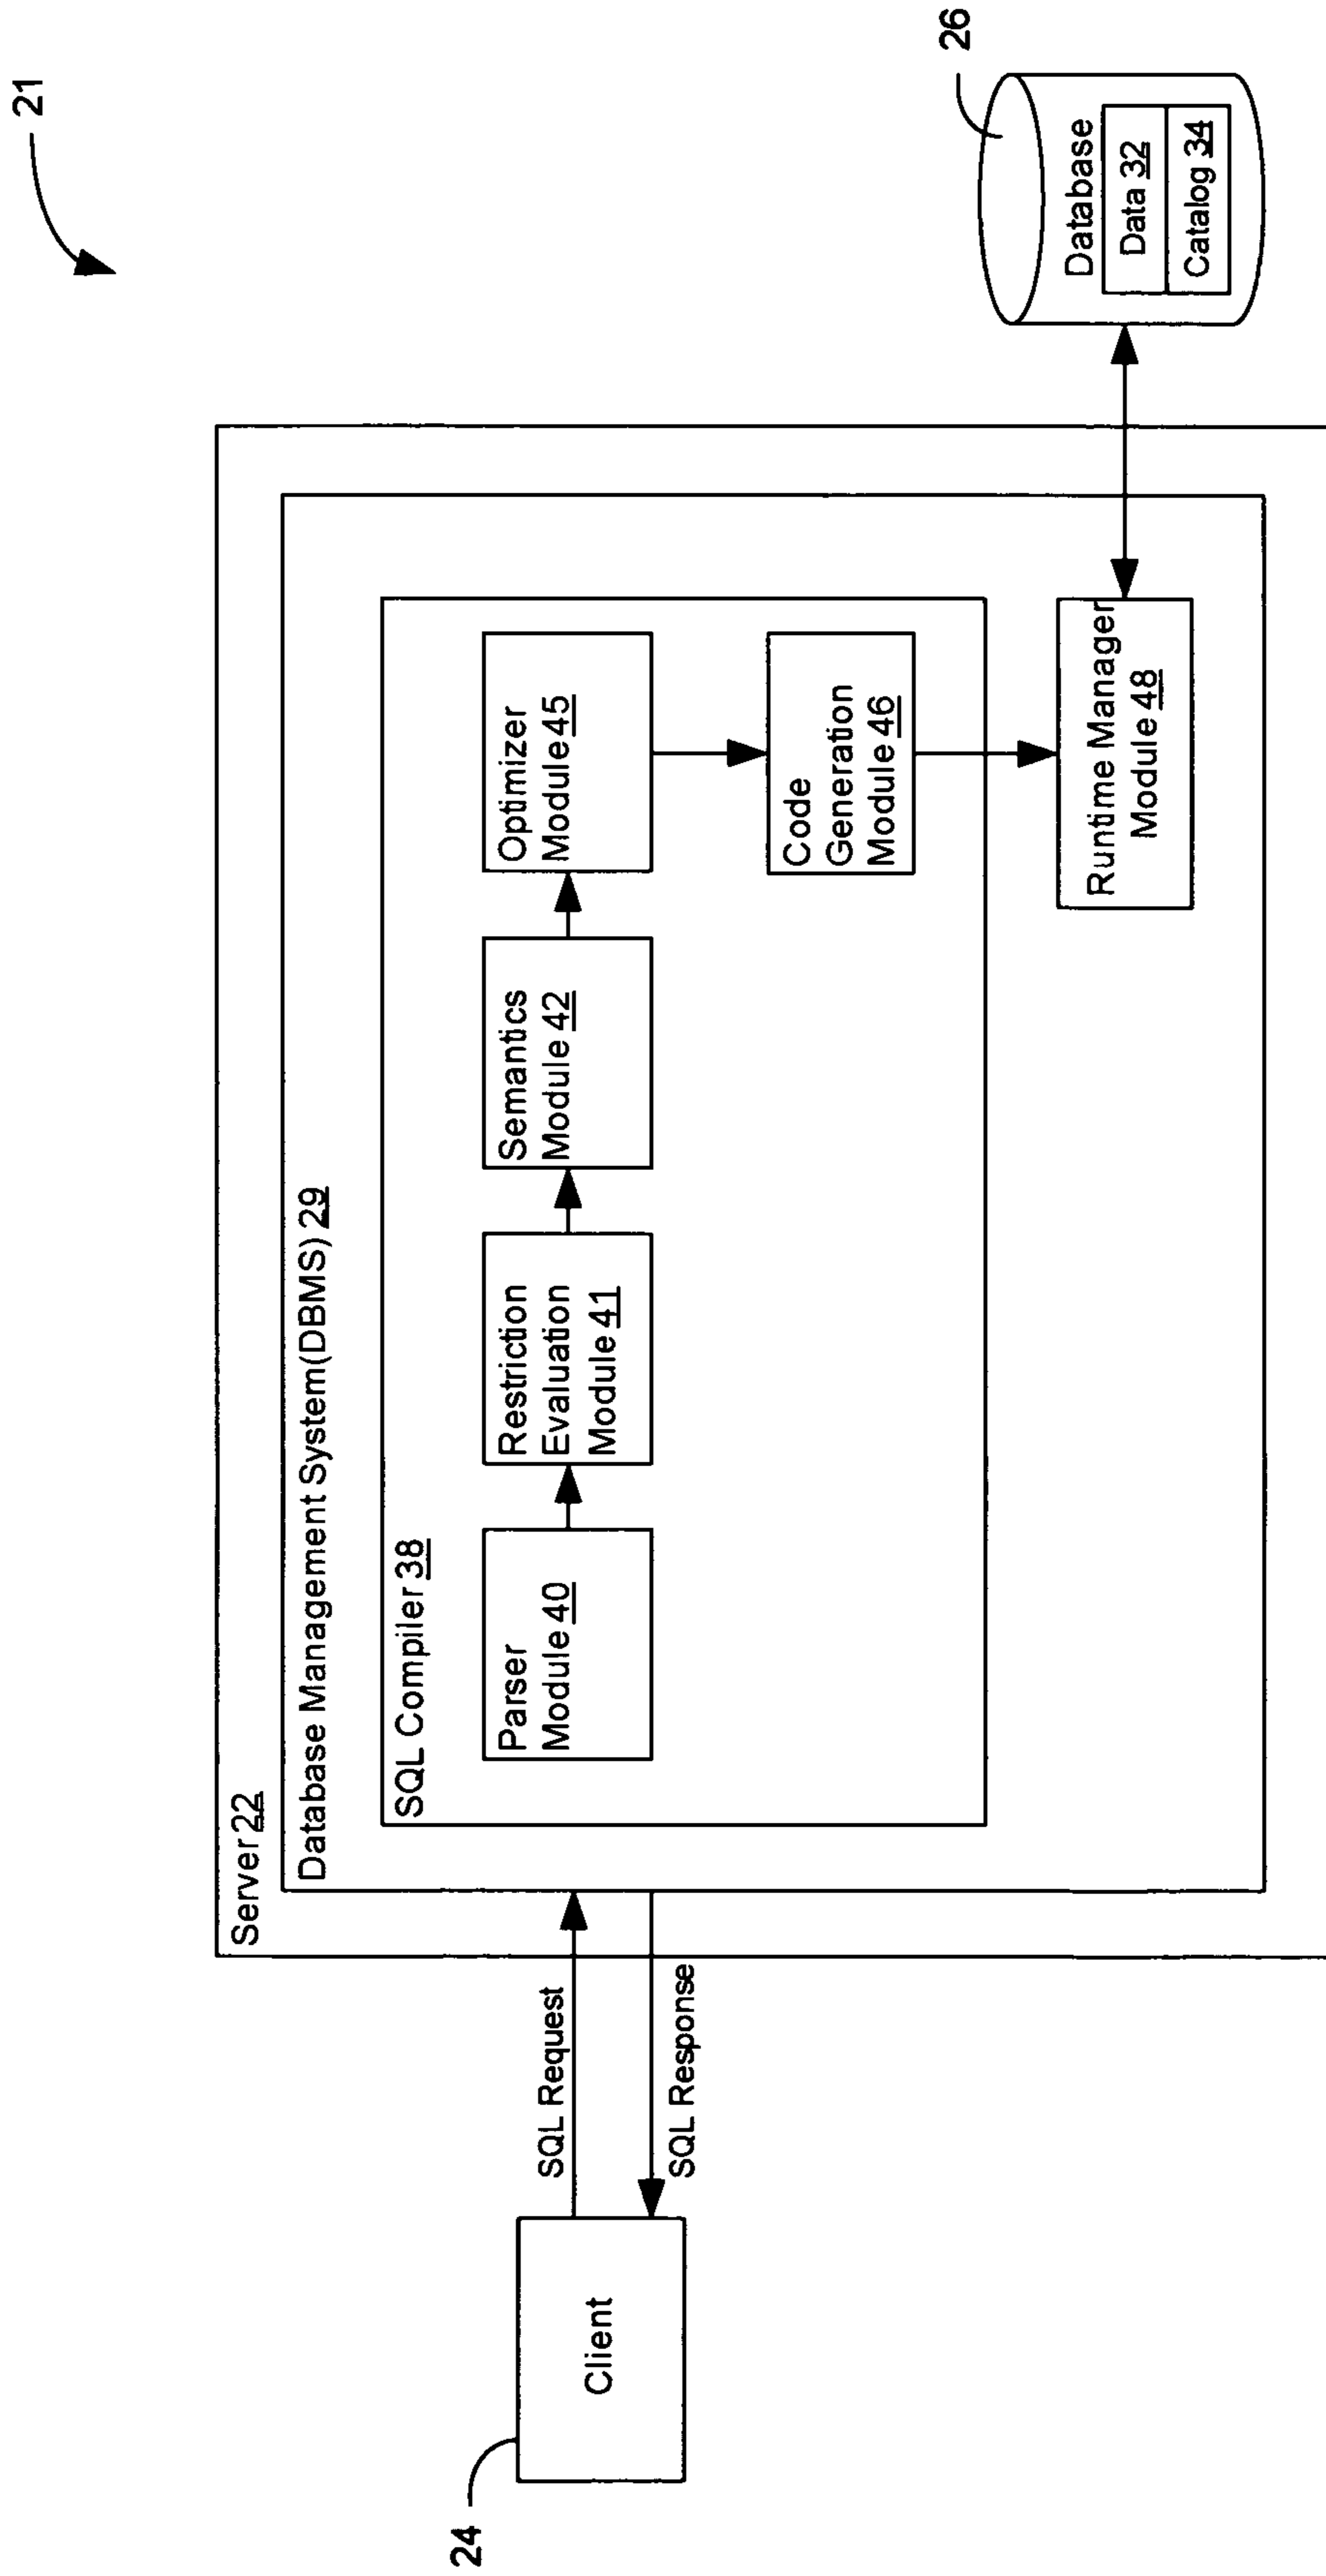 21
Server 22
Database Management System(DBMS) 29
SQL Compiler 38
Parser
Module 40
Restriction
Evaluation
Module 41
Semantics
Module 42
Optimizer
Module 45
Code
Generation
Module 46
Runtime Manager
Module 48
24
Client
SQL Request
SQL Response
26
Database
Data 32
Catalog 34